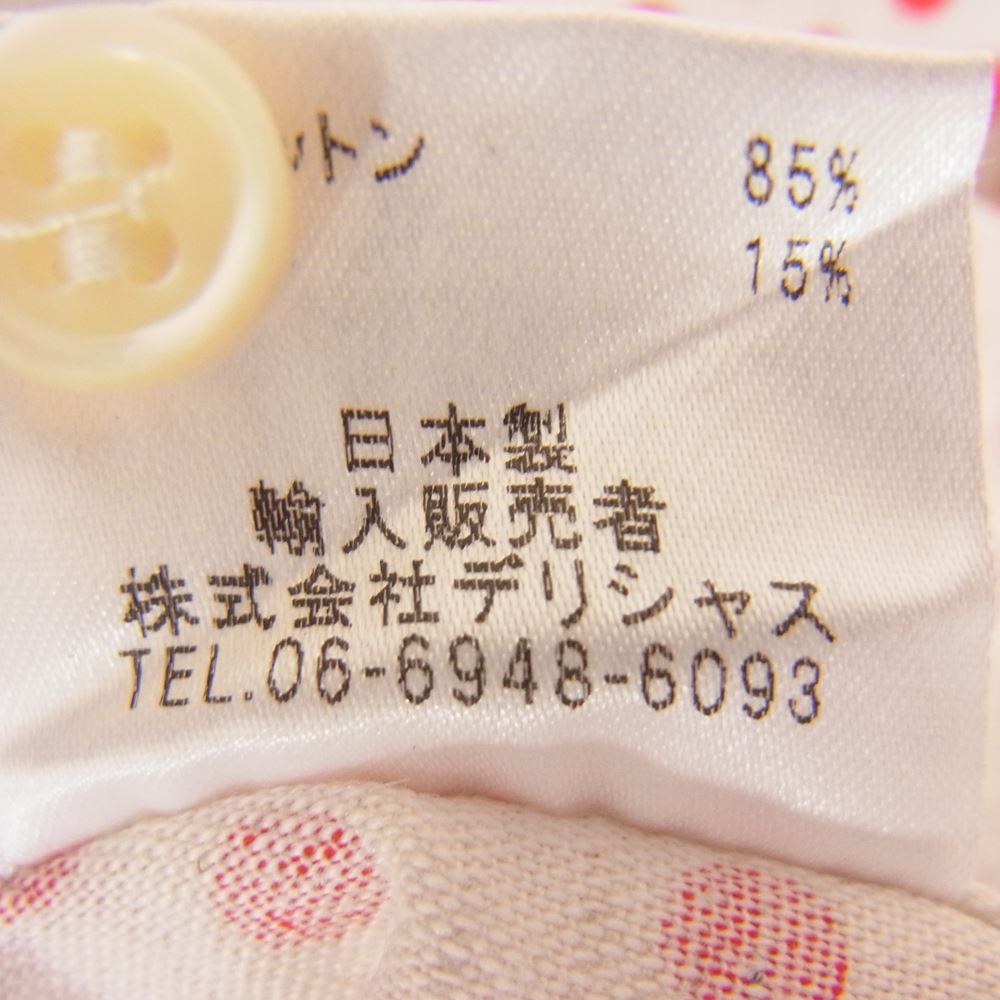 ットン 85%
15%
日本製
輸入販売者
株式会社デリシャス
TEL.06-6948-6093